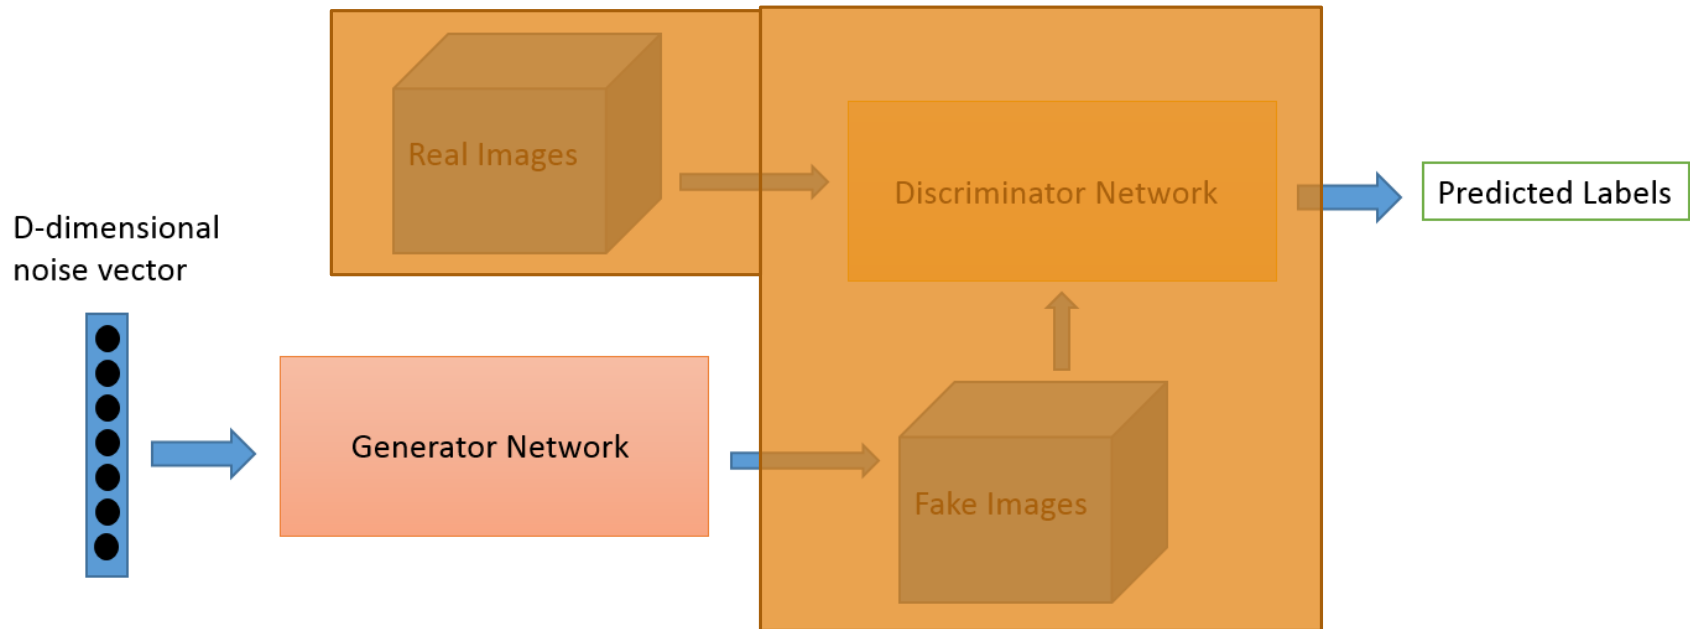 Real Images
Discriminator Network
Predicted Labels
D-dimensional
noise vector
Generator Network
Fake Images